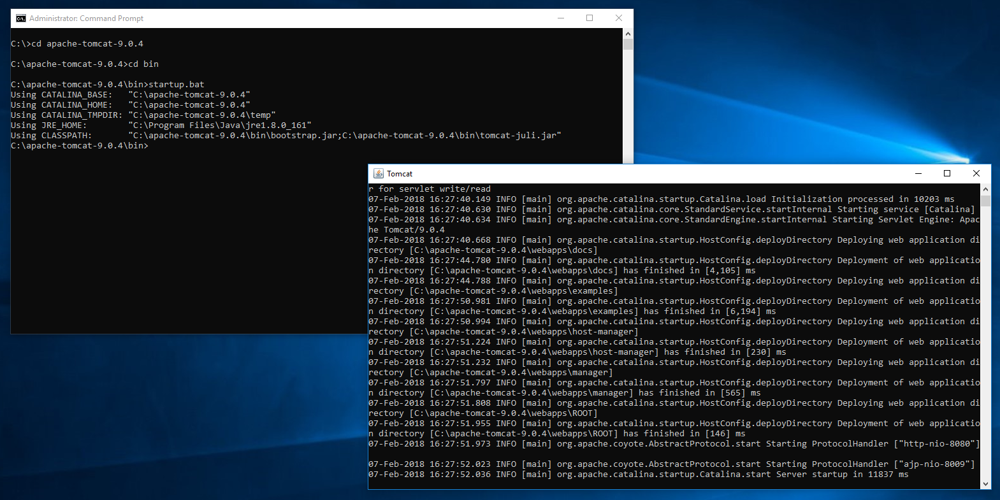 Administrator: Command Prompt
C:\>cd apache-tomcat-9.0.4
C:\apache-tomcat-9.0.4>cd bin
C:\apache-tomcat-9.0.4\bin>startup.bat
Using CATALINA_BASE:   "C:\apache-tomcat-9.0.4"
Using CATALINA_HOME:   "C:\apache-tomcat-9.0.4"
Using CATALINA_TMPDIR: "C:\apache-tomcat-9.0.4\temp"
Using JRE_HOME:        "C:\Program Files\Java\jre1.8.0_161"
Using CLASSPATH:       "C:\apache-tomcat-9.0.4\bin\bootstrap.jar;C:\apache-tomcat-9.0.4\bin\tomcat-juli.jar"
C:\apache-tomcat-9.0.4\bin>
Tomcat
r for servlet write/read
07-Feb-2018 16:27:40.149 INFO [main] org.apache.catalina.startup.Catalina.load Initialization processed in 10203 ms
07-Feb-2018 16:27:40.630 INFO [main] org.apache.catalina.core.StandardService.startInternal Starting service [Catalina]
07-Feb-2018 16:27:40.634 INFO [main] org.apache.catalina.core.StandardEngine.startInternal Starting Servlet Engine: Apac
he Tomcat/9.0.4
07-Feb-2018 16:27:40.668 INFO [main] org.apache.catalina.startup.HostConfig.deployDirectory Deploying web application di
rectory [C:\apache-tomcat-9.0.4\webapps\docs]
07-Feb-2018 16:27:44.780 INFO [main] org.apache.catalina.startup.HostConfig.deployDirectory Deployment of web applicatio
n directory [C:\apache-tomcat-9.0.4\webapps\docs] has finished in [4,105] ms
07-Feb-2018 16:27:44.788 INFO [main] org.apache.catalina.startup.HostConfig.deployDirectory Deploying web application di
rectory [C:\apache-tomcat-9.0.4\webapps\examples]
07-Feb-2018 16:27:50.981 INFO [main] org.apache.catalina.startup.HostConfig.deployDirectory Deployment of web applicatio
n directory [C:\apache-tomcat-9.0.4\webapps\examples] has finished in [6,194] ms
07-Feb-2018 16:27:50.994 INFO [main] org.apache.catalina.startup.HostConfig.deployDirectory Deploying web application di
rectory [C:\apache-tomcat-9.0.4\webapps\host-manager]
07-Feb-2018 16:27:51.224 INFO [main] org.apache.catalina.startup.HostConfig.deployDirectory Deployment of web applicatio
n directory [C:\apache-tomcat-9.0.4\webapps\host-manager] has finished in [230] ms
07-Feb-2018 16:27:51.232 INFO [main] org.apache.catalina.startup.HostConfig.deployDirectory Deploying web application di
rectory [C:\apache-tomcat-9.0.4\webapps\manager]
07-Feb-2018 16:27:51.797 INFO [main] org.apache.catalina.startup.HostConfig.deployDirectory Deployment of web applicatio
n directory [C:\apache-tomcat-9.0.4\webapps\manager] has finished in [565] ms
07-Feb-2018 16:27:51.808 INFO [main] org.apache.catalina.startup.HostConfig.deployDirectory Deploying web application di
rectory [C:\apache-tomcat-9.0.4\webapps\ROOT]
07-Feb-2018 16:27:51.955 INFO [main] org.apache.catalina.startup.HostConfig.deployDirectory Deployment of web applicatio
n directory [C:\apache-tomcat-9.0.4\webapps\ROOT] has finished in [146] ms
07-Feb-2018 16:27:51.973 INFO [main] org.apache.coyote.AbstractProtocol.start Starting ProtocolHandler ["http-nio-8080"]
07-Feb-2018 16:27:52.023 INFO [main] org.apache.coyote.AbstractProtocol.start Starting ProtocolHandler ["ajp-nio-8009"]
07-Feb-2018 16:27:52.036 INFO [main] org.apache.catalina.startup.Catalina.start Server startup in 11837 ms